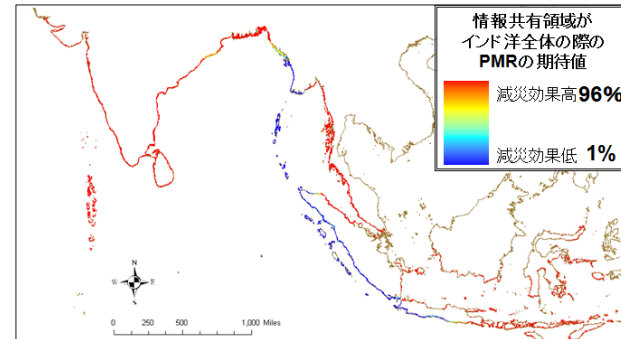 情報共有領域が
インド洋全体の際の
PMRの期待値
減災効果高96%
減災効果低 1%
N
W E
S
0 250 500 1,000 Miles